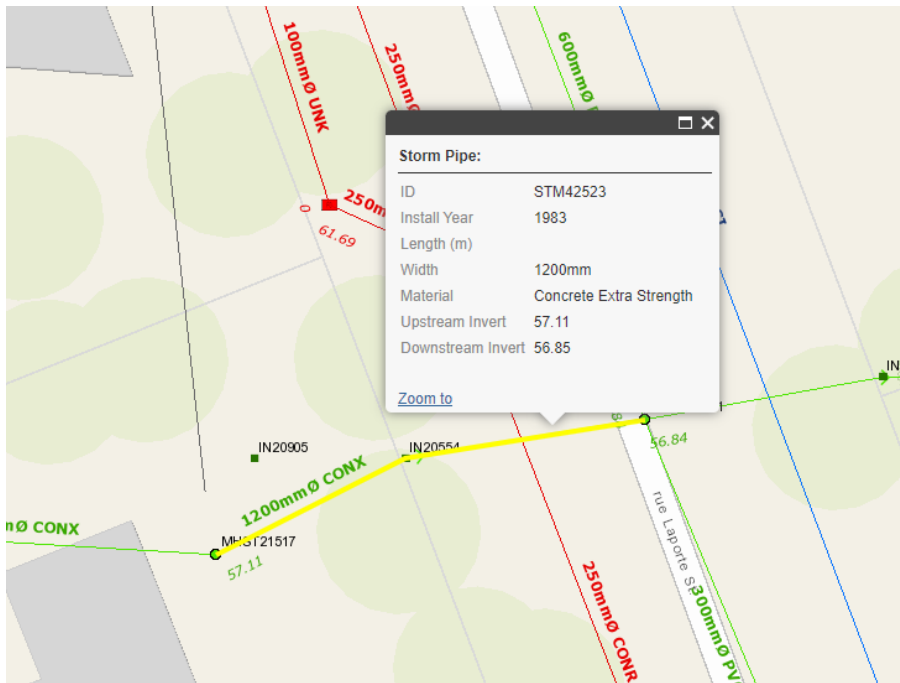 100mmØ UNK
250mmØ
600mmØ
Storm Pipe:
ID STM42523
Install Year 1983
Length (m)
Width 1200mm
Material Concrete Extra Strength
Upstream Invert 57.11
Downstream Invert 56.85
Zoom to
250m
0
61.69
IN
IN20905
IN20554
1
56.84
1200mmØ CONX
mØ CONX
MHST21517
57.11
rue Laporte St
250mmØ CONR
300mmØ PV